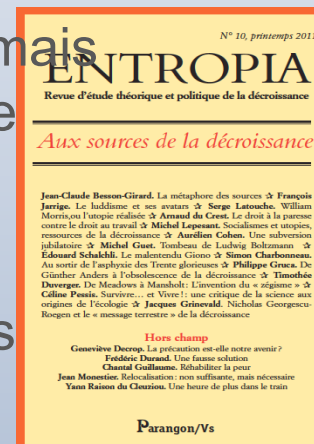 mais
e
s
N° 10, printemps 201
ENTROPIA
Revue d'étude théorique et politique de la décroissance
Aux sources de la décroissance
Jean-Claude Besson-Girard. La métaphore des sources ✰ François
Jarrige. Le luddisme et ses avatars ✰ Serge Latouche. William
Morris,ou l'utopie réalisée ✰ Arnaud du Crest. Le droit à la paresse
contre le droit au travail ✰ Michel Lepesant. Socialismes et utopies,
ressources de la décroissance ✰ Aurélien Cohen. Une subversion
jubilatoire ✰ Michel Guet. Tombeau de Ludwig Boltzmann ✰
Édouard Schalchli. Le malentendu Giono ✰ Simon Charbonneau.
Au sortir de l'asphyxie des Trente glorieuses ✰ Philippe Gruca. De
Günther Anders à l'obsolescence de la décroissance ✰ Timothée
Duverger. De Meadows à Mansholt: L'invention du « zégisme » ✰
Céline Pessis. Survivre… et Vivre!: une critique de la science aux
origines de l'écologie ✰ Jacques Grinevald. Nicholas Georgescu-
Roegen et le « message terrestre » de la décroissance
Hors champ
Geneviève Decrop. La précaution est-elle notre avenir?
Frédéric Durand. Une fausse solution
Chantal Guillaume. Réhabiliter la peur
Jean Monestier. Relocalisation: non suffisante, mais nécessaire
Yann Raison du Cleuziou. Une heure de plus dans le train
Parangon/Vs